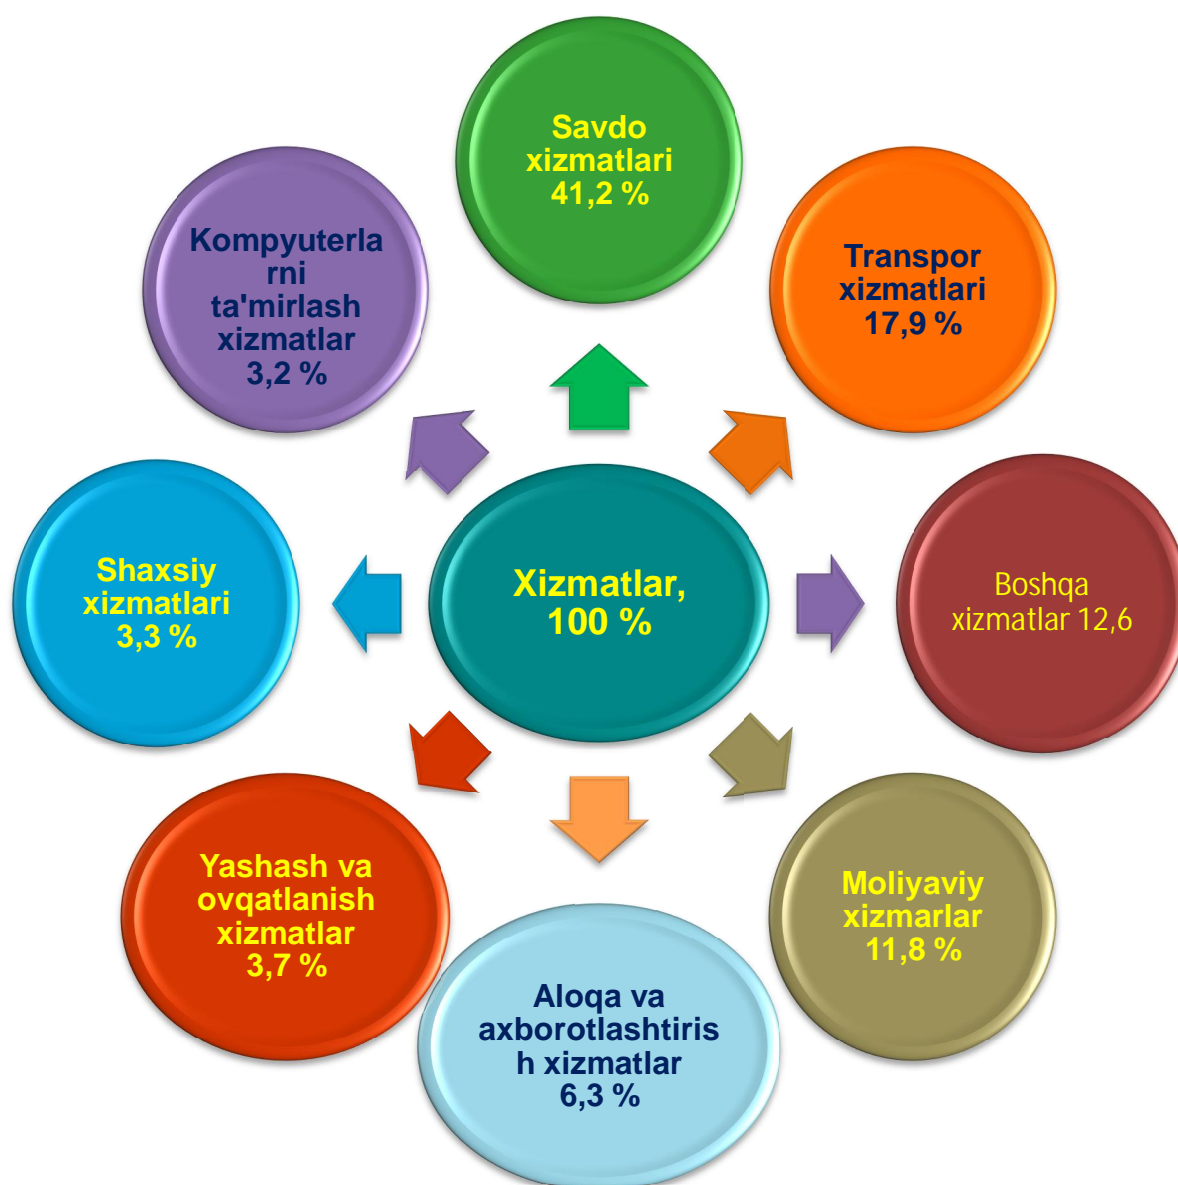 Savdo
xizmatlari
41,2 %
Transpor
xizmatlari
17,9 %
Boshqa
xizmatlar 12,6
Moliyaviy
xizmarlar
11,8 %
Aloqa va
axborotlashtiris
h xizmatlar
6,3 %
Yashash va
ovqatlanish
xizmatlar
3,7 %
Shaxsiy
xizmatlari
3,3 %
Kompyuterla
rni
ta'mirlash
xizmatlar
3,2 %
Xizmatlar,
100 %